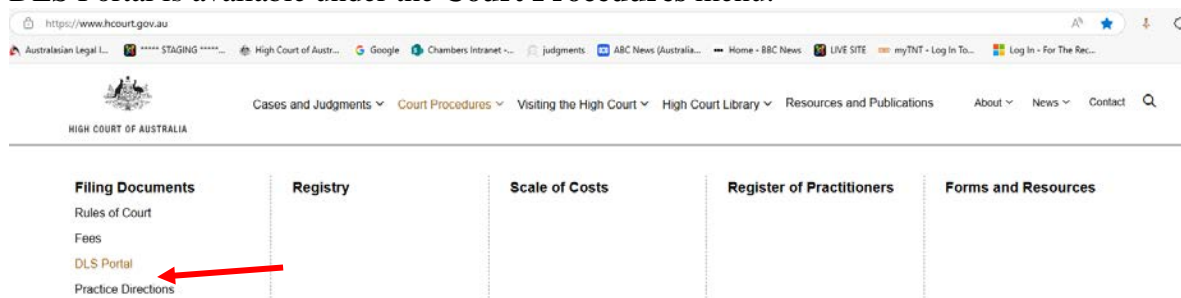 DLS Portal is available under the Court Procedures menu.
https://www.hcourt.gov.au
Australasian Legal I... ***** STAGING *****... High Court of Austr... Google Chambers Intranet -... judgments ABC News (Australia... Home - BBC News LIVE SITE myTNT - Log In To... Log In - For The Rec...
Cases and Judgments Court Procedures Visiting the High Court High Court Library Resources and Publications About News Contact
HIGH COURT OF AUSTRALIA
Filing Documents Registry Scale of Costs Register of Practitioners Forms and Resources
Rules of Court
Fees
DLS Portal
Practice Directions